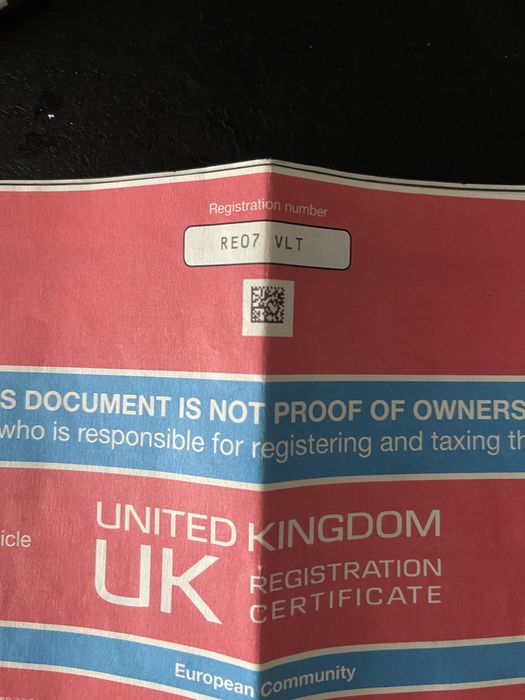 Registration number
RE07 VLT
S DOCUMENT IS NOT PROOF OF OWNERS
who is responsible for registering and taxing th
icle
UNITED KINGDOM
UK
REGISTRATION
CERTIFICATE
European Community